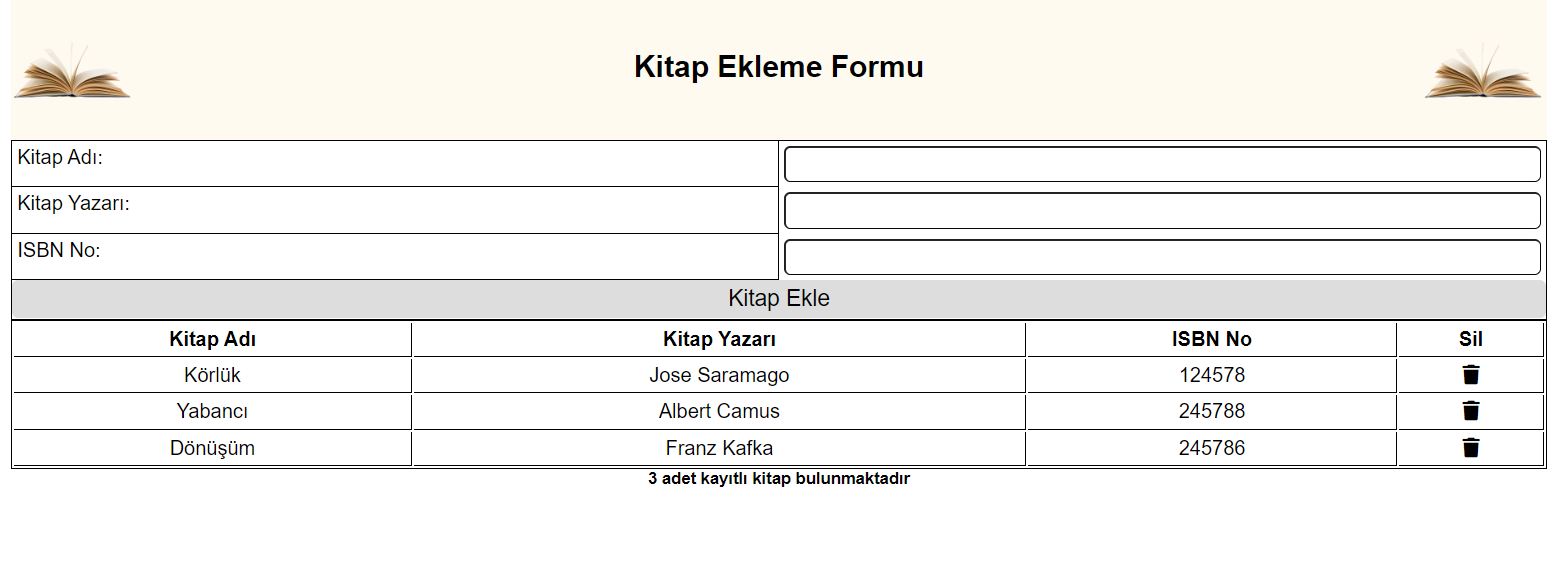 Kitap Ekleme Formu
Kitap Adı:
Kitap Yazarı:
ISBN No:
Kitap Ekle
Kitap Adı Kitap Yazarı ISBN No Sil
Körlük Jose Saramago 124578
Yabancı Albert Camus 245788
Dönüşüm Franz Kafka 245786
3 adet kayıtlı kitap bulunmaktadır